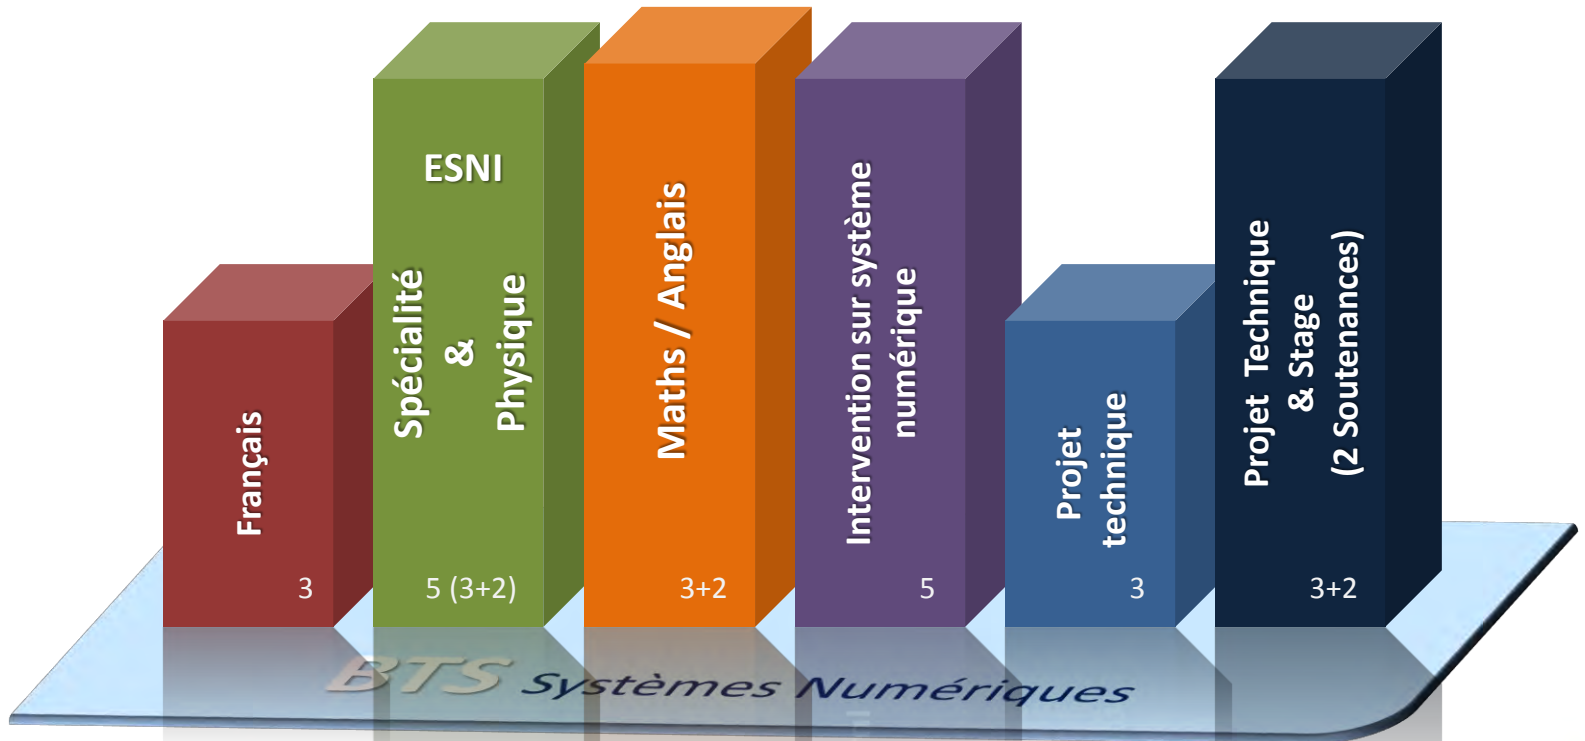 Français
3
ESNI
Spécialité
&
Physique
5 (3+2)
Maths / Anglais
3+2
Intervention sur système
numérique
5
Projet
technique
3
Projet Technique
& Stage
(2 Soutenances)
3+2
BTS Systèmes Numériques